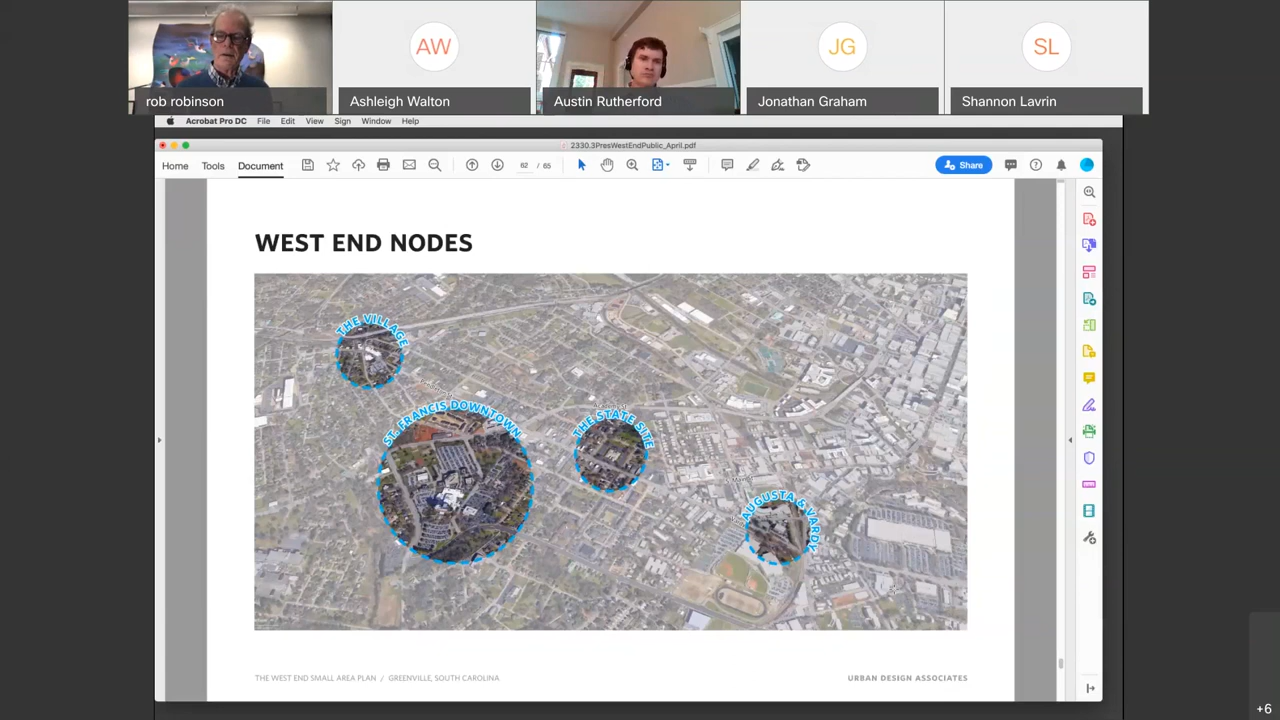 AW
JG
SL
rob robinson
Ashleigh Walton
Austin Rutherford
Jonathan Graham
Shannon Lavrin
Acrobat Pro DC File Edit View Sign Window Help
2330.3PresWestEndPublic_April.pdf
Home Tools Document
62 / 65
Share
WEST END NODES
THE VILLAGE
ST. FRANCIS DOWNTOWN
THE STATE SITE
AUGUSTA & VARDY
THE WEST END SMALL AREA PLAN / GREENVILLE, SOUTH CAROLINA
URBAN DESIGN ASSOCIATES
+6